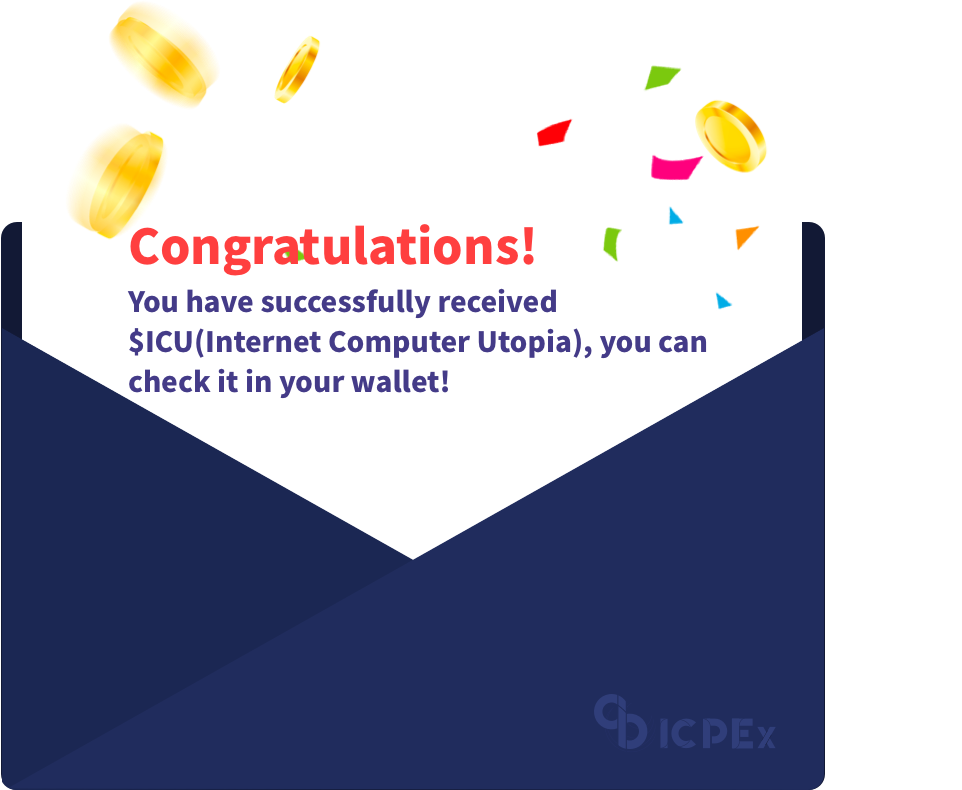 Congratulations!
You have successfully received
$ICU(Internet Computer Utopia), you can
check it in your wallet!
ICPEx